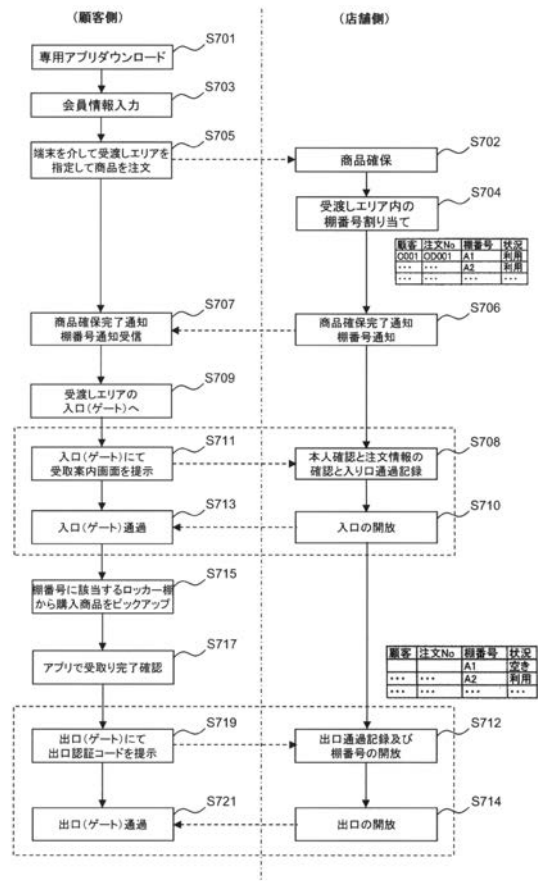 (顧客側)
(店舗側)
S701
専用アプリダウンロード
S703
会員情報入力
S705
端末を介して受渡しエリアを
指定して商品を注文
S702
商品確保
S704
受渡しエリア内の
棚番号割り当て
顧客 注文No 棚番号 状況
O001 OD001 A1 利用
・・・ ・・・ A2 利用
・・・ ・・・ ・・・ ・・・
S707
商品確保完了通知
棚番号通知受信
S706
商品確保完了通知
棚番号通知
S709
受渡しエリアの
入口(ゲート)へ
S711
入口(ゲート)にて
受取案内画面を提示
S708
本人確認と注文情報の
確認と入り口通過記録
S713
入口(ゲート)通過
S710
入口の開放
S715
棚番号に該当するロッカー棚
から購入商品をピックアップ
S717
アプリで受取り完了確認
顧客 注文No 棚番号 状況
A1 空き
・・・ ・・・ A2 利用
・・・ ・・・ ・・・ ・・・
S719
出口(ゲート)にて
出口認証コードを提示
S712
出口通過記録及び
棚番号の開放
S721
出口(ゲート)通過
S714
出口の開放